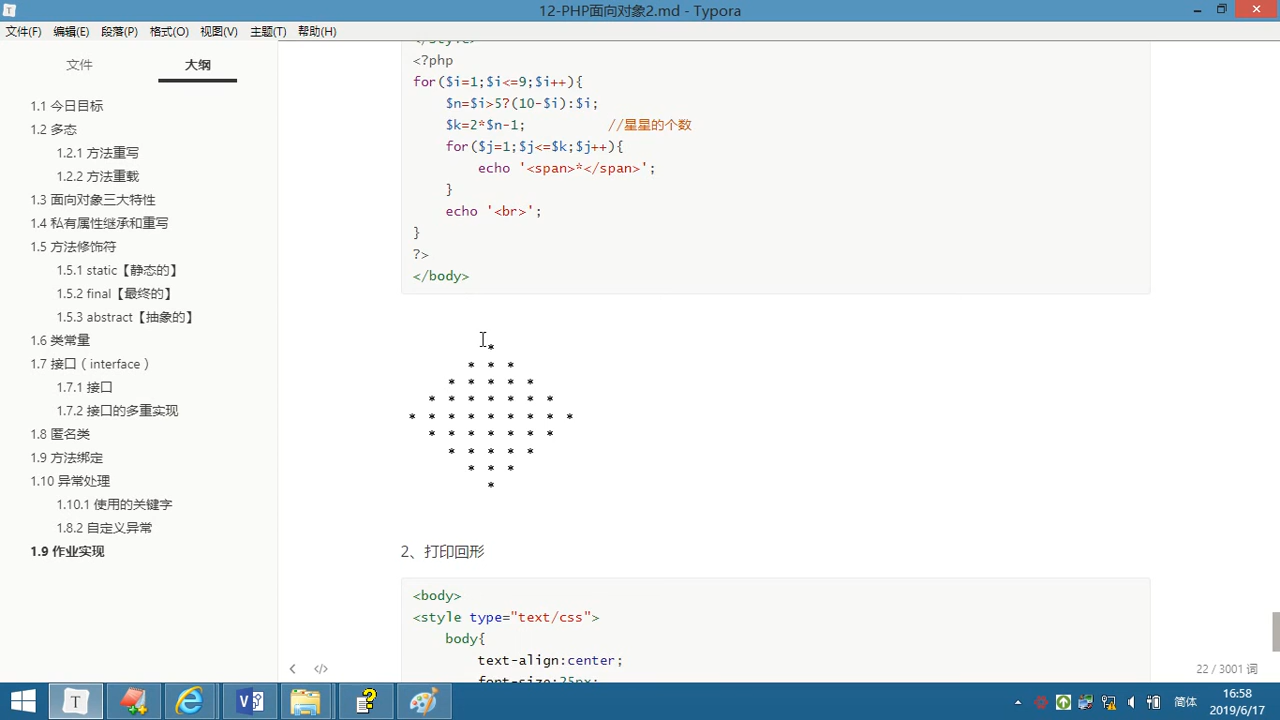 12-PHP面向对象2.md - Typora
文件(F) 编辑(E) 段落(P) 格式(O) 视图(V) 主题(T) 帮助(H)
文件 大纲
1.1 今日目标
1.2 多态
1.2.1 方法重写
1.2.2 方法重载
1.3 面向对象三大特性
1.4 私有属性继承和重写
1.5 方法修饰符
1.5.1 static【静态的】
1.5.2 final【最终的】
1.5.3 abstract【抽象的】
1.6 类常量
1.7 接口（interface）
1.7.1 接口
1.7.2 接口的多重实现
1.8 匿名类
1.9 方法绑定
1.10 异常处理
1.10.1 使用的关键字
1.8.2 自定义异常
1.9 作业实现
</style>
<?php
for($i=1;$i<=9;$i++){
    $n=$i>5?(10-$i):$i;
    $k=2*$n-1;          //星星的个数
    for($j=1;$j<=$k;$j++){
        echo '<span>*</span>';
    }
    echo '<br>';
}
?>
</body>
*
* * *
* * * * *
* * * * * * *
* * * * * * * * *
* * * * * * *
* * * * *
* * *
*
2、打印回形
<body>
<style type="text/css">
    body{
        text-align:center;
        font-size:25px;
</> 22 / 3001 词
简体 16:58
2019/6/17